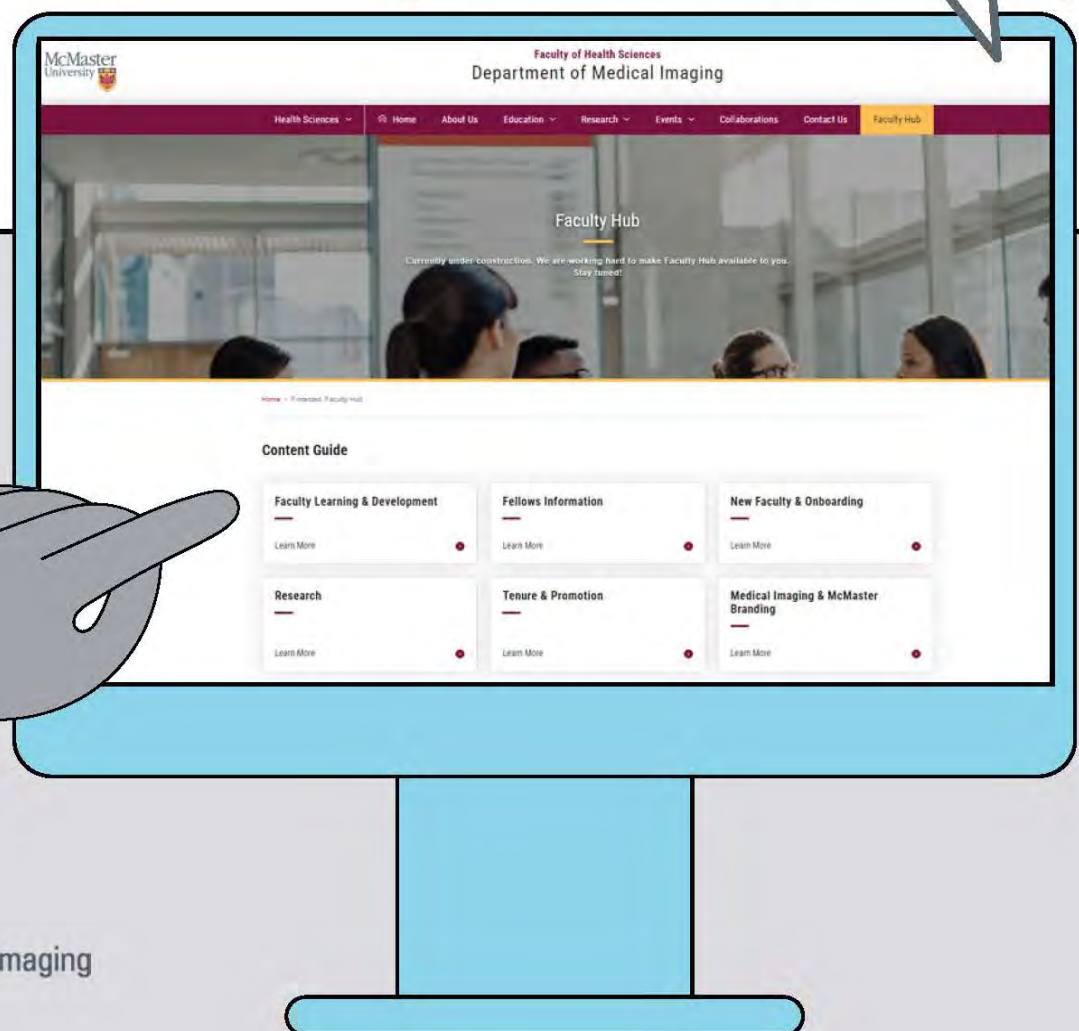 McMaster
University
Faculty of Health Sciences
Department of Medical Imaging
Health Sciences
Home
About Us
Education
Research
Events
Collaborations
Contact Us
Faculty Hub
Faculty Hub
Currently under construction. We are working hard to make Faculty Hub available to you.
Stay tuned!
Home
Faculty Hub
Content Guide
Faculty Learning & Development
Learn More
Fellows Information
Learn More
New Faculty & Onboarding
Learn More
Research
Learn More
Tenure & Promotion
Learn More
Medical Imaging & McMaster
Branding
Learn More
maging